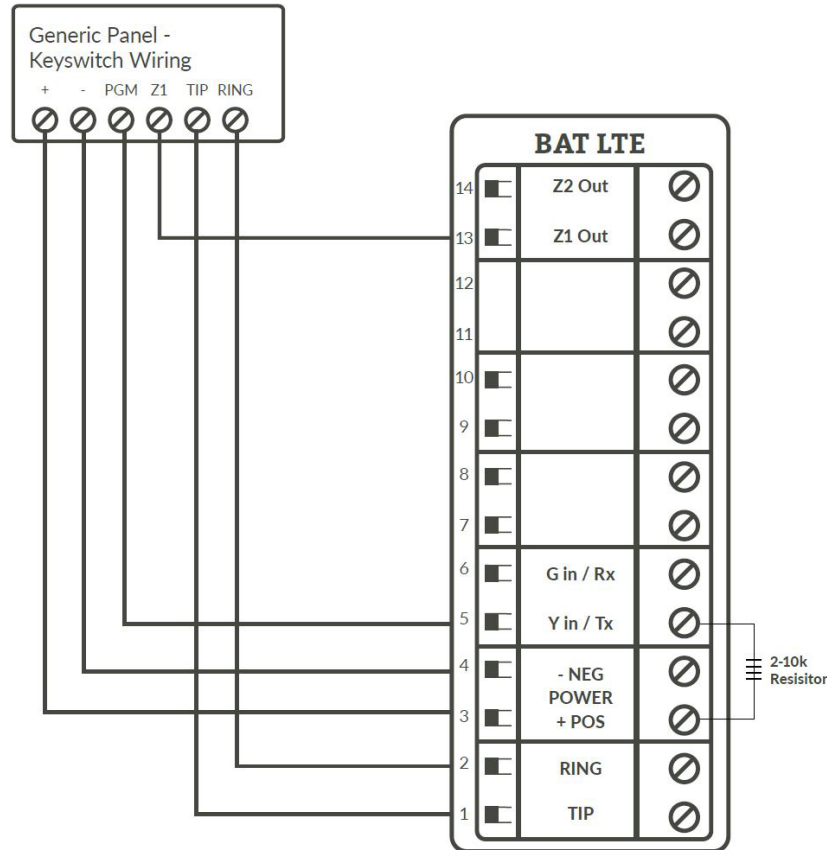 Generic Panel -
Keyswitch Wiring
+ - PGM Z1 TIP RING
BAT LTE
14 Z2 Out
13 Z1 Out
12
11
10
9
8
7
6 G in / Rx
5 Y in / Tx
4 - NEG
POWER
3 + POS
2 RING
1 TIP
2-10k
Resisitor